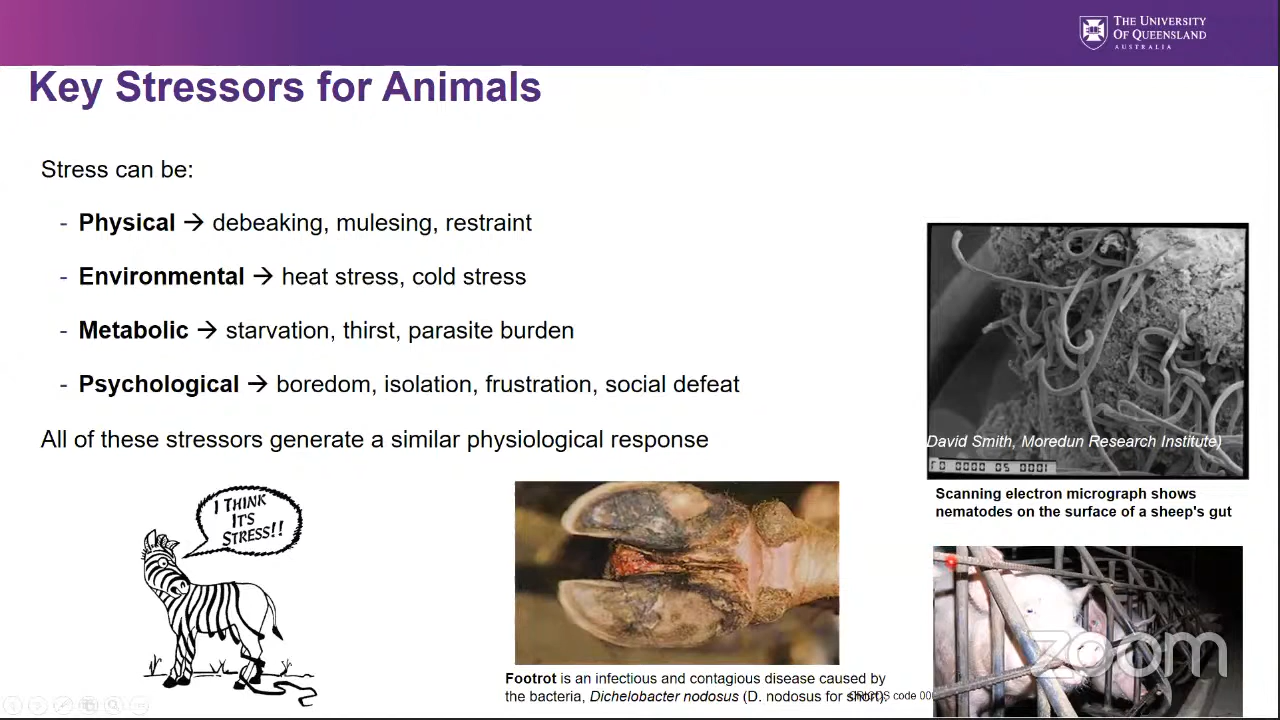 THE UNIVERSITY
OF QUEENSLAND
AUSTRALIA
Key Stressors for Animals
Stress can be:
- Physical → debeaking, mulesing, restraint
- Environmental → heat stress, cold stress
- Metabolic → starvation, thirst, parasite burden
- Psychological → boredom, isolation, frustration, social defeat
All of these stressors generate a similar physiological response
David Smith, Moredun Research Institute)
Scanning electron micrograph shows
nematodes on the surface of a sheep's gut
I THINK
IT'S
STRESS!!
Footrot is an infectious and contagious disease caused by
the bacteria, Dichelobacter nodosus (D. nodosus for short).
code
zoom